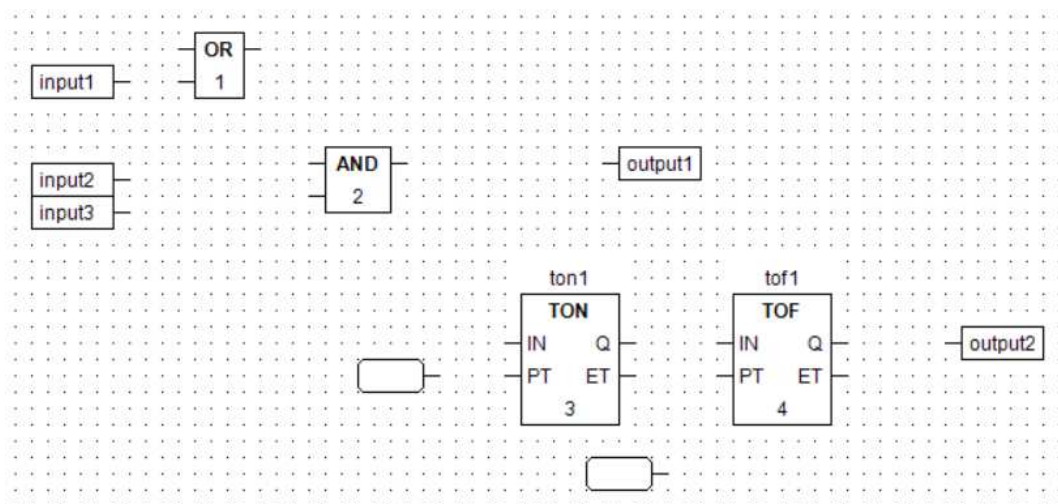 OR
input1
1
AND
output1
input2
2
input3
ton1
tof1
TON
TOF
IN Q
IN Q
output2
PT ET
PT ET
3
4